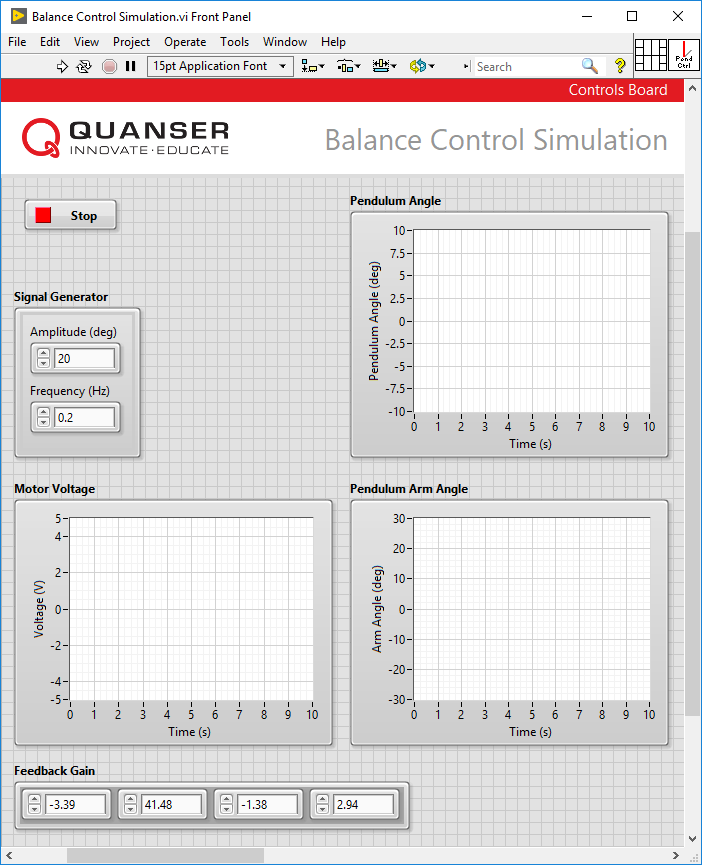 Balance Control Simulation.vi Front Panel
File Edit View Project Operate Tools Window Help
15pt Application Font
Search
?
Pend
Ctrl
Controls Board
QUANSER
INNOVATE·EDUCATE
Balance Control Simulation
Stop
Signal Generator
Amplitude (deg)
20
Frequency (Hz)
0.2
Pendulum Angle
Pendulum Angle (deg)
10
7.5
5
2.5
0
-2.5
-5
-7.5
-10
0 1 2 3 4 5 6 7 8 9 10
Time (s)
Motor Voltage
Voltage (V)
5
4
2
0
-2
-4
-5
0 1 2 3 4 5 6 7 8 9 10
Time (s)
Pendulum Arm Angle
Arm Angle (deg)
30
20
10
0
-10
-20
-30
0 1 2 3 4 5 6 7 8 9 10
Time (s)
Feedback Gain
-3.39 41.48 -1.38 2.94